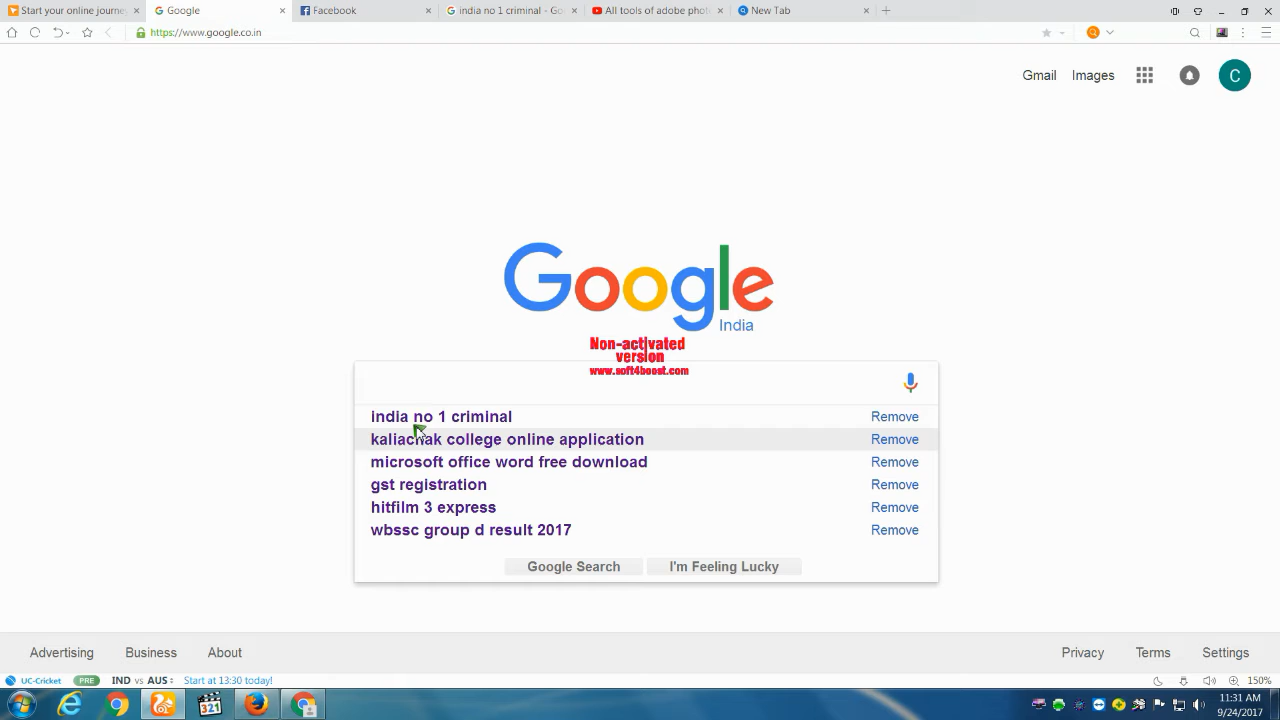 Start your online journe
Google
Facebook
india no 1 criminal - Go
All tools of adobe phot
New Tab
https://www.google.co.in
Gmail
Images
C
Google
India
Non-activated
version
www.soft4boost.com
india no 1 criminal
Remove
kaliachak college online application
Remove
microsoft office word free download
Remove
gst registration
Remove
hitfilm 3 express
Remove
wbssc group d result 2017
Remove
Google Search
I'm Feeling Lucky
Advertising
Business
About
Privacy
Terms
Settings
UC-Cricket
PRE
IND vs AUS:
Start at 13:30 today!
150%
321
11:31 AM
9/24/2017